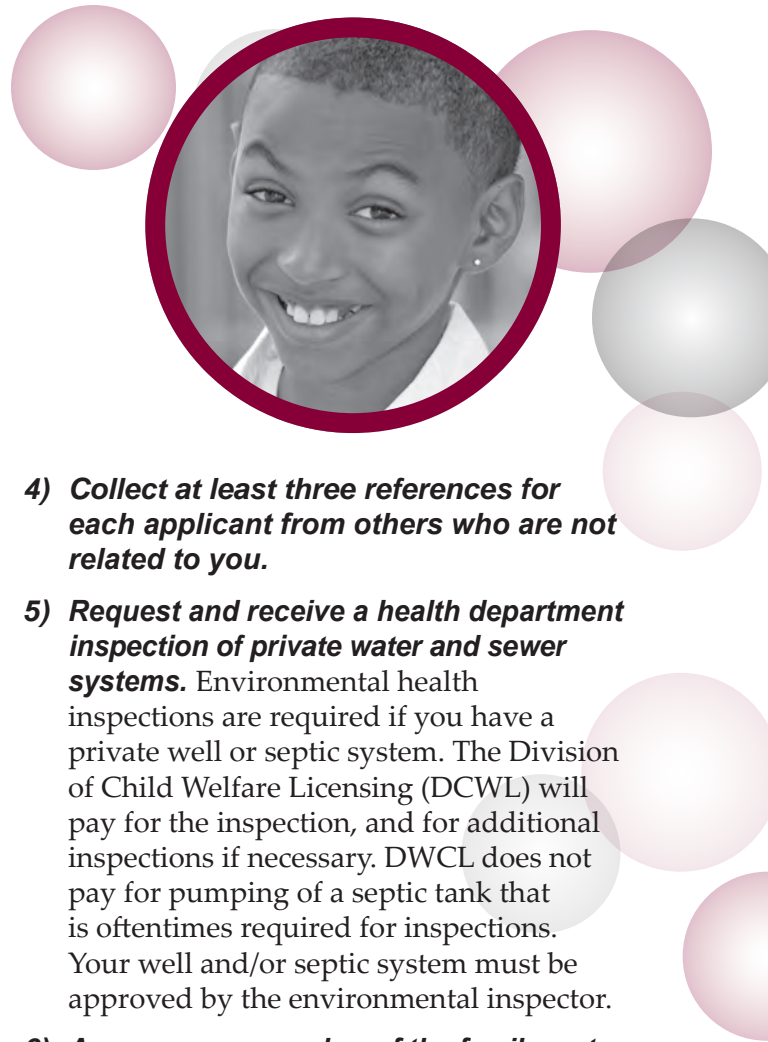 4) Collect at least three references for
each applicant from others who are not
related to you.
5) Request and receive a health department
inspection of private water and sewer
systems. Environmental health
inspections are required if you have a
private well or septic system. The Division
of Child Welfare Licensing (DCWL) will
pay for the inspection, and for additional
inspections if necessary. DWCL does not
pay for pumping of a septic tank that
is oftentimes required for inspections.
Your well and/or septic system must be
approved by the environmental inspector.